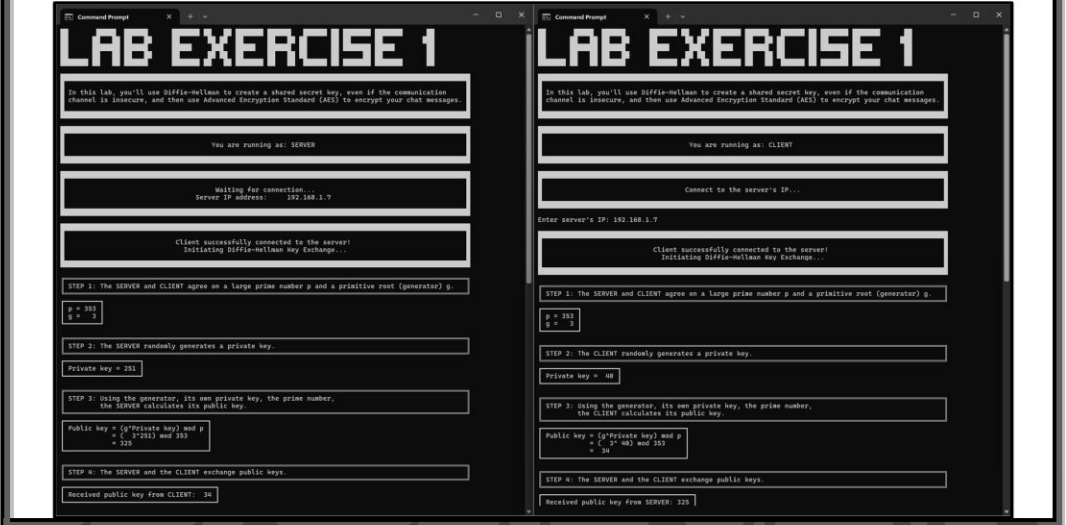 Command Prompt
LAB EXERCISE 1
In this lab, you'll use Diffie-Hellman to create a shared secret key, even if the communication
channel is insecure, and then use Advanced Encryption Standard (AES) to encrypt your chat messages.
You are running as: SERVER
Waiting for connection...
Server IP address: 192.168.1.7
Client successfully connected to the server!
Initiating Diffie-Hellman Key Exchange...
STEP 1: The SERVER and CLIENT agree on a large prime number p and a primitive root (generator) g.
p = 353
g = 3
STEP 2: The SERVER randomly generates a private key.
Private key = 251
STEP 3: Using the generator, its own private key, the prime number,
the SERVER calculates its public key.
Public key = (g^Private key) mod p
= ( 3^251) mod 353
= 325
STEP 4: The SERVER and the CLIENT exchange public keys.
Received public key from CLIENT: 34
Command Prompt
LAB EXERCISE 1
In this lab, you'll use Diffie-Hellman to create a shared secret key, even if the communication
channel is insecure, and then use Advanced Encryption Standard (AES) to encrypt your chat messages.
You are running as: CLIENT
Connect to the server's IP...
Enter server's IP: 192.168.1.7
Client successfully connected to the server!
Initiating Diffie-Hellman Key Exchange...
STEP 1: The SERVER and CLIENT agree on a large prime number p and a primitive root (generator) g.
p = 353
g = 3
STEP 2: The CLIENT randomly generates a private key.
Private key = 40
STEP 3: Using the generator, its own private key, the prime number,
the CLIENT calculates its public key.
Public key = (g^Private key) mod p
= ( 3^ 40) mod 353
= 34
STEP 4: The SERVER and the CLIENT exchange public keys.
Received public key from SERVER: 325